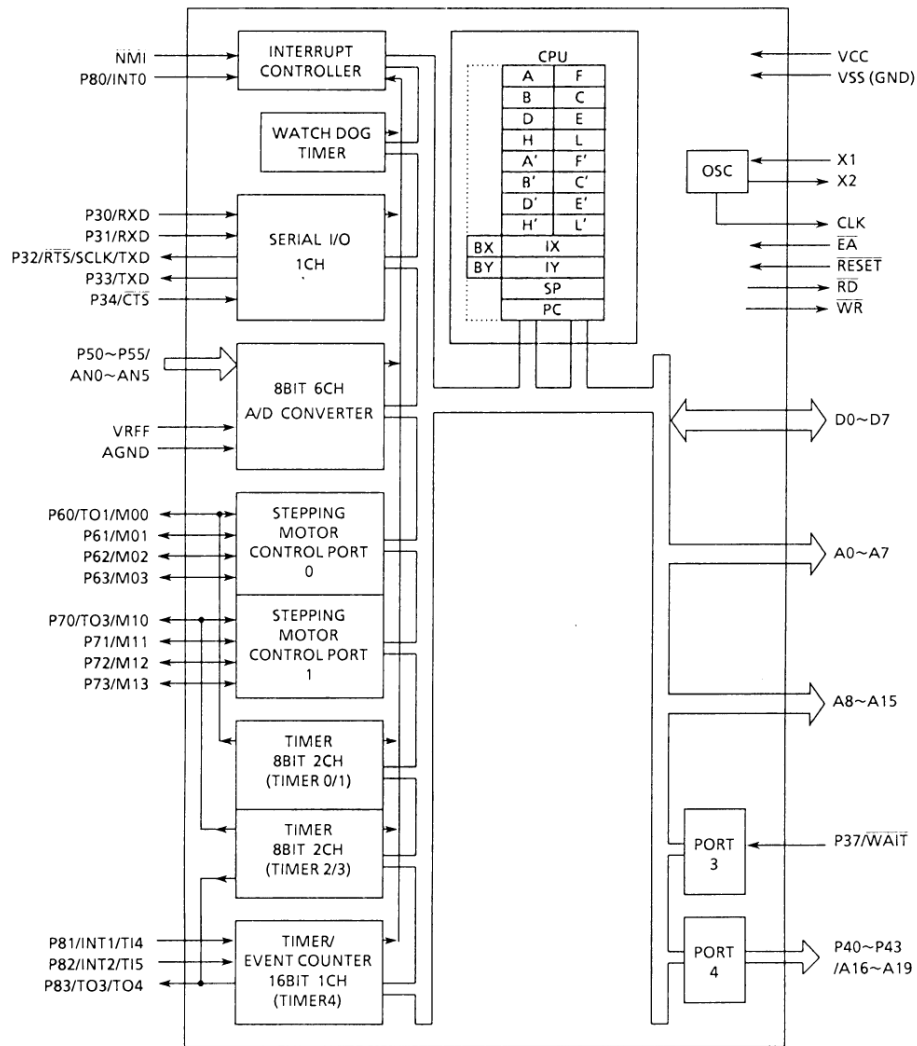 NMI
P80/INT0
INTERRUPT
CONTROLLER
WATCH DOG
TIMER
P30/RXD
P31/RXD
P32/RTS/SCLK/TXD
P33/TXD
P34/CTS
SERIAL I/O
1CH
P50~P55/
AN0~AN5
VRFF
AGND
8BIT 6CH
A/D CONVERTER
P60/TO1/M00
P61/M01
P62/M02
P63/M03
STEPPING
MOTOR
CONTROL PORT
0
P70/TO3/M10
P71/M11
P72/M12
P73/M13
STEPPING
MOTOR
CONTROL PORT
1
TIMER
8BIT 2CH
(TIMER 0/1)
TIMER
8BIT 2CH
(TIMER 2/3)
P81/INT1/TI4
P82/INT2/TI5
P83/TO3/TO4
TIMER/
EVENT COUNTER
16BIT 1CH
(TIMER4)
CPU
A F
B C
D E
H L
A' F'
B' C'
D' E'
H' L'
BX IX
BY IY
SP
PC
VCC
VSS (GND)
OSC
X1
X2
CLK
EA
RESET
RD
WR
D0~D7
A0~A7
A8~A15
PORT
3
P37/WAIT
PORT
4
P40~P43
/A16~A19